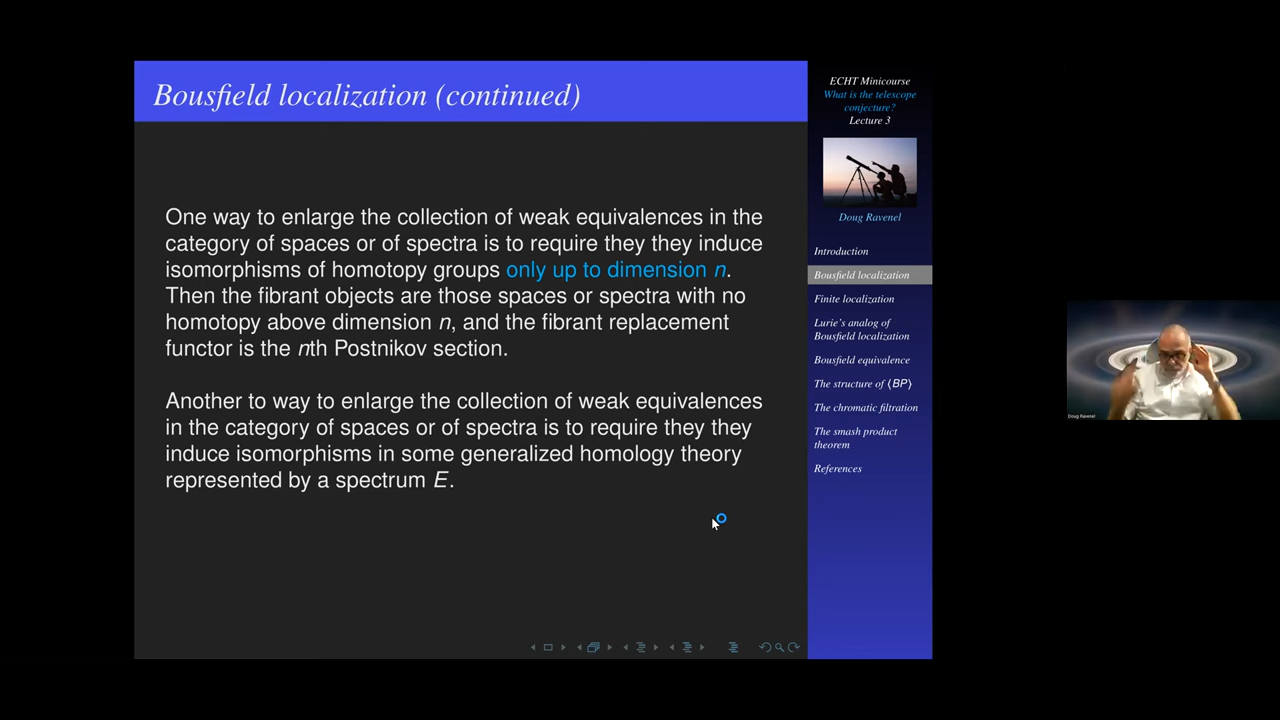 Bousfield localization (continued)
One way to enlarge the collection of weak equivalences in the
category of spaces or of spectra is to require they they induce
isomorphisms of homotopy groups only up to dimension n.
Then the fibrant objects are those spaces or spectra with no
homotopy above dimension n, and the fibrant replacement
functor is the nth Postnikov section.
Another to way to enlarge the collection of weak equivalences
in the category of spaces or of spectra is to require they they
induce isomorphisms in some generalized homology theory
represented by a spectrum E.
ECHT Minicourse
What is the telescope
conjecture?
Lecture 3
Doug Ravenel
Introduction
Bousfield localization
Finite localization
Lurie's analog of
Bousfield localization
Bousfield equivalence
The structure of ⟨BP⟩
The chromatic filtration
The smash product
theorem
References
Doug Ravenel